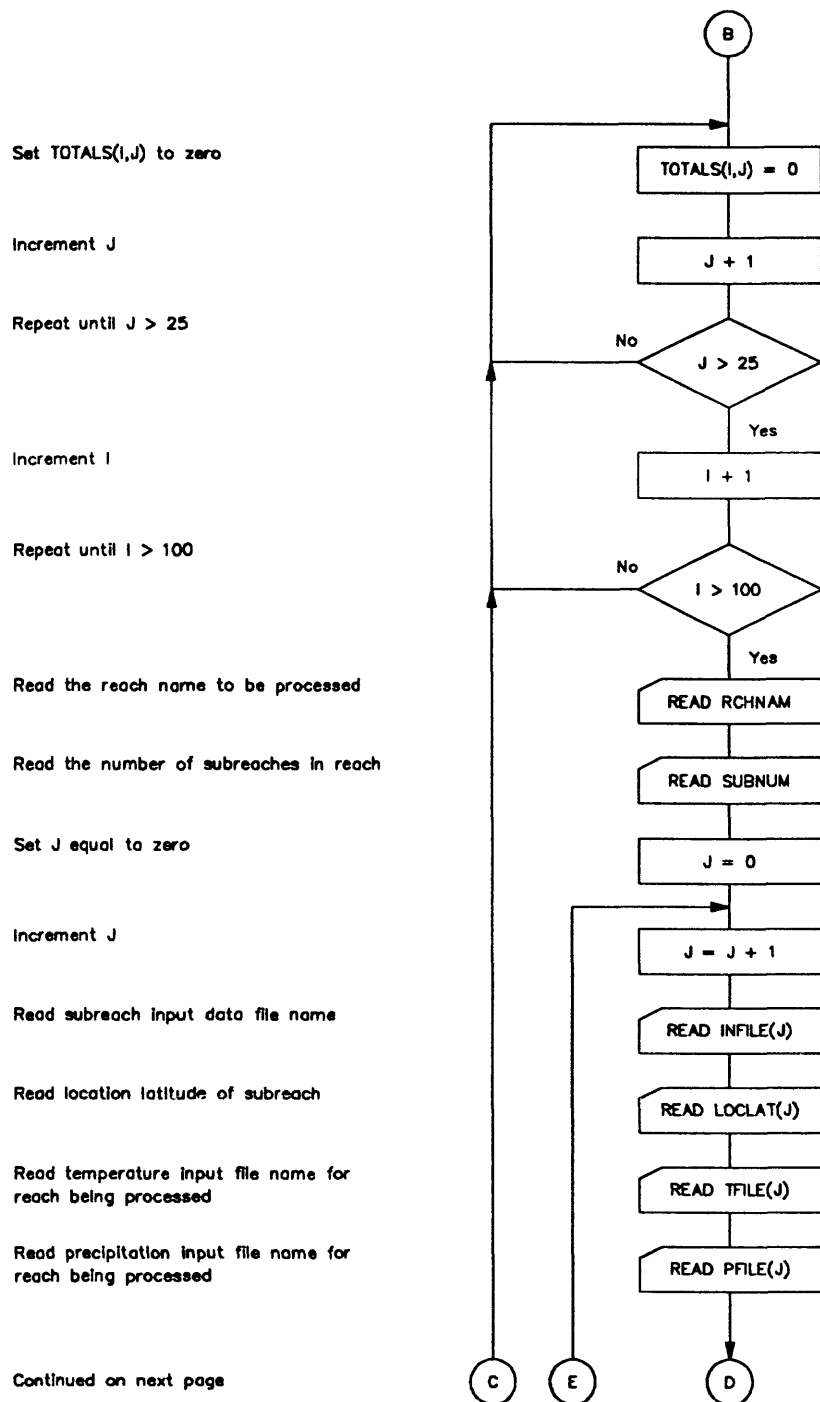 B
Set TOTALS(I,J) to zero
TOTALS(I,J) = 0
Increment J
J + 1
Repeat until J > 25
No
J > 25
Yes
Increment I
I + 1
Repeat until I > 100
No
I > 100
Yes
Read the reach name to be processed
READ RCHNAM
Read the number of subreaches in reach
READ SUBNUM
Set J equal to zero
J = 0
Increment J
J = J + 1
Read subreach input data file name
READ INFILE(J)
Read location latitude of subreach
READ LOCLAT(J)
Read temperature input file name for
reach being processed
READ TFILE(J)
Read precipitation input file name for
reach being processed
READ PFILE(J)
Continued on next page
C
E
D